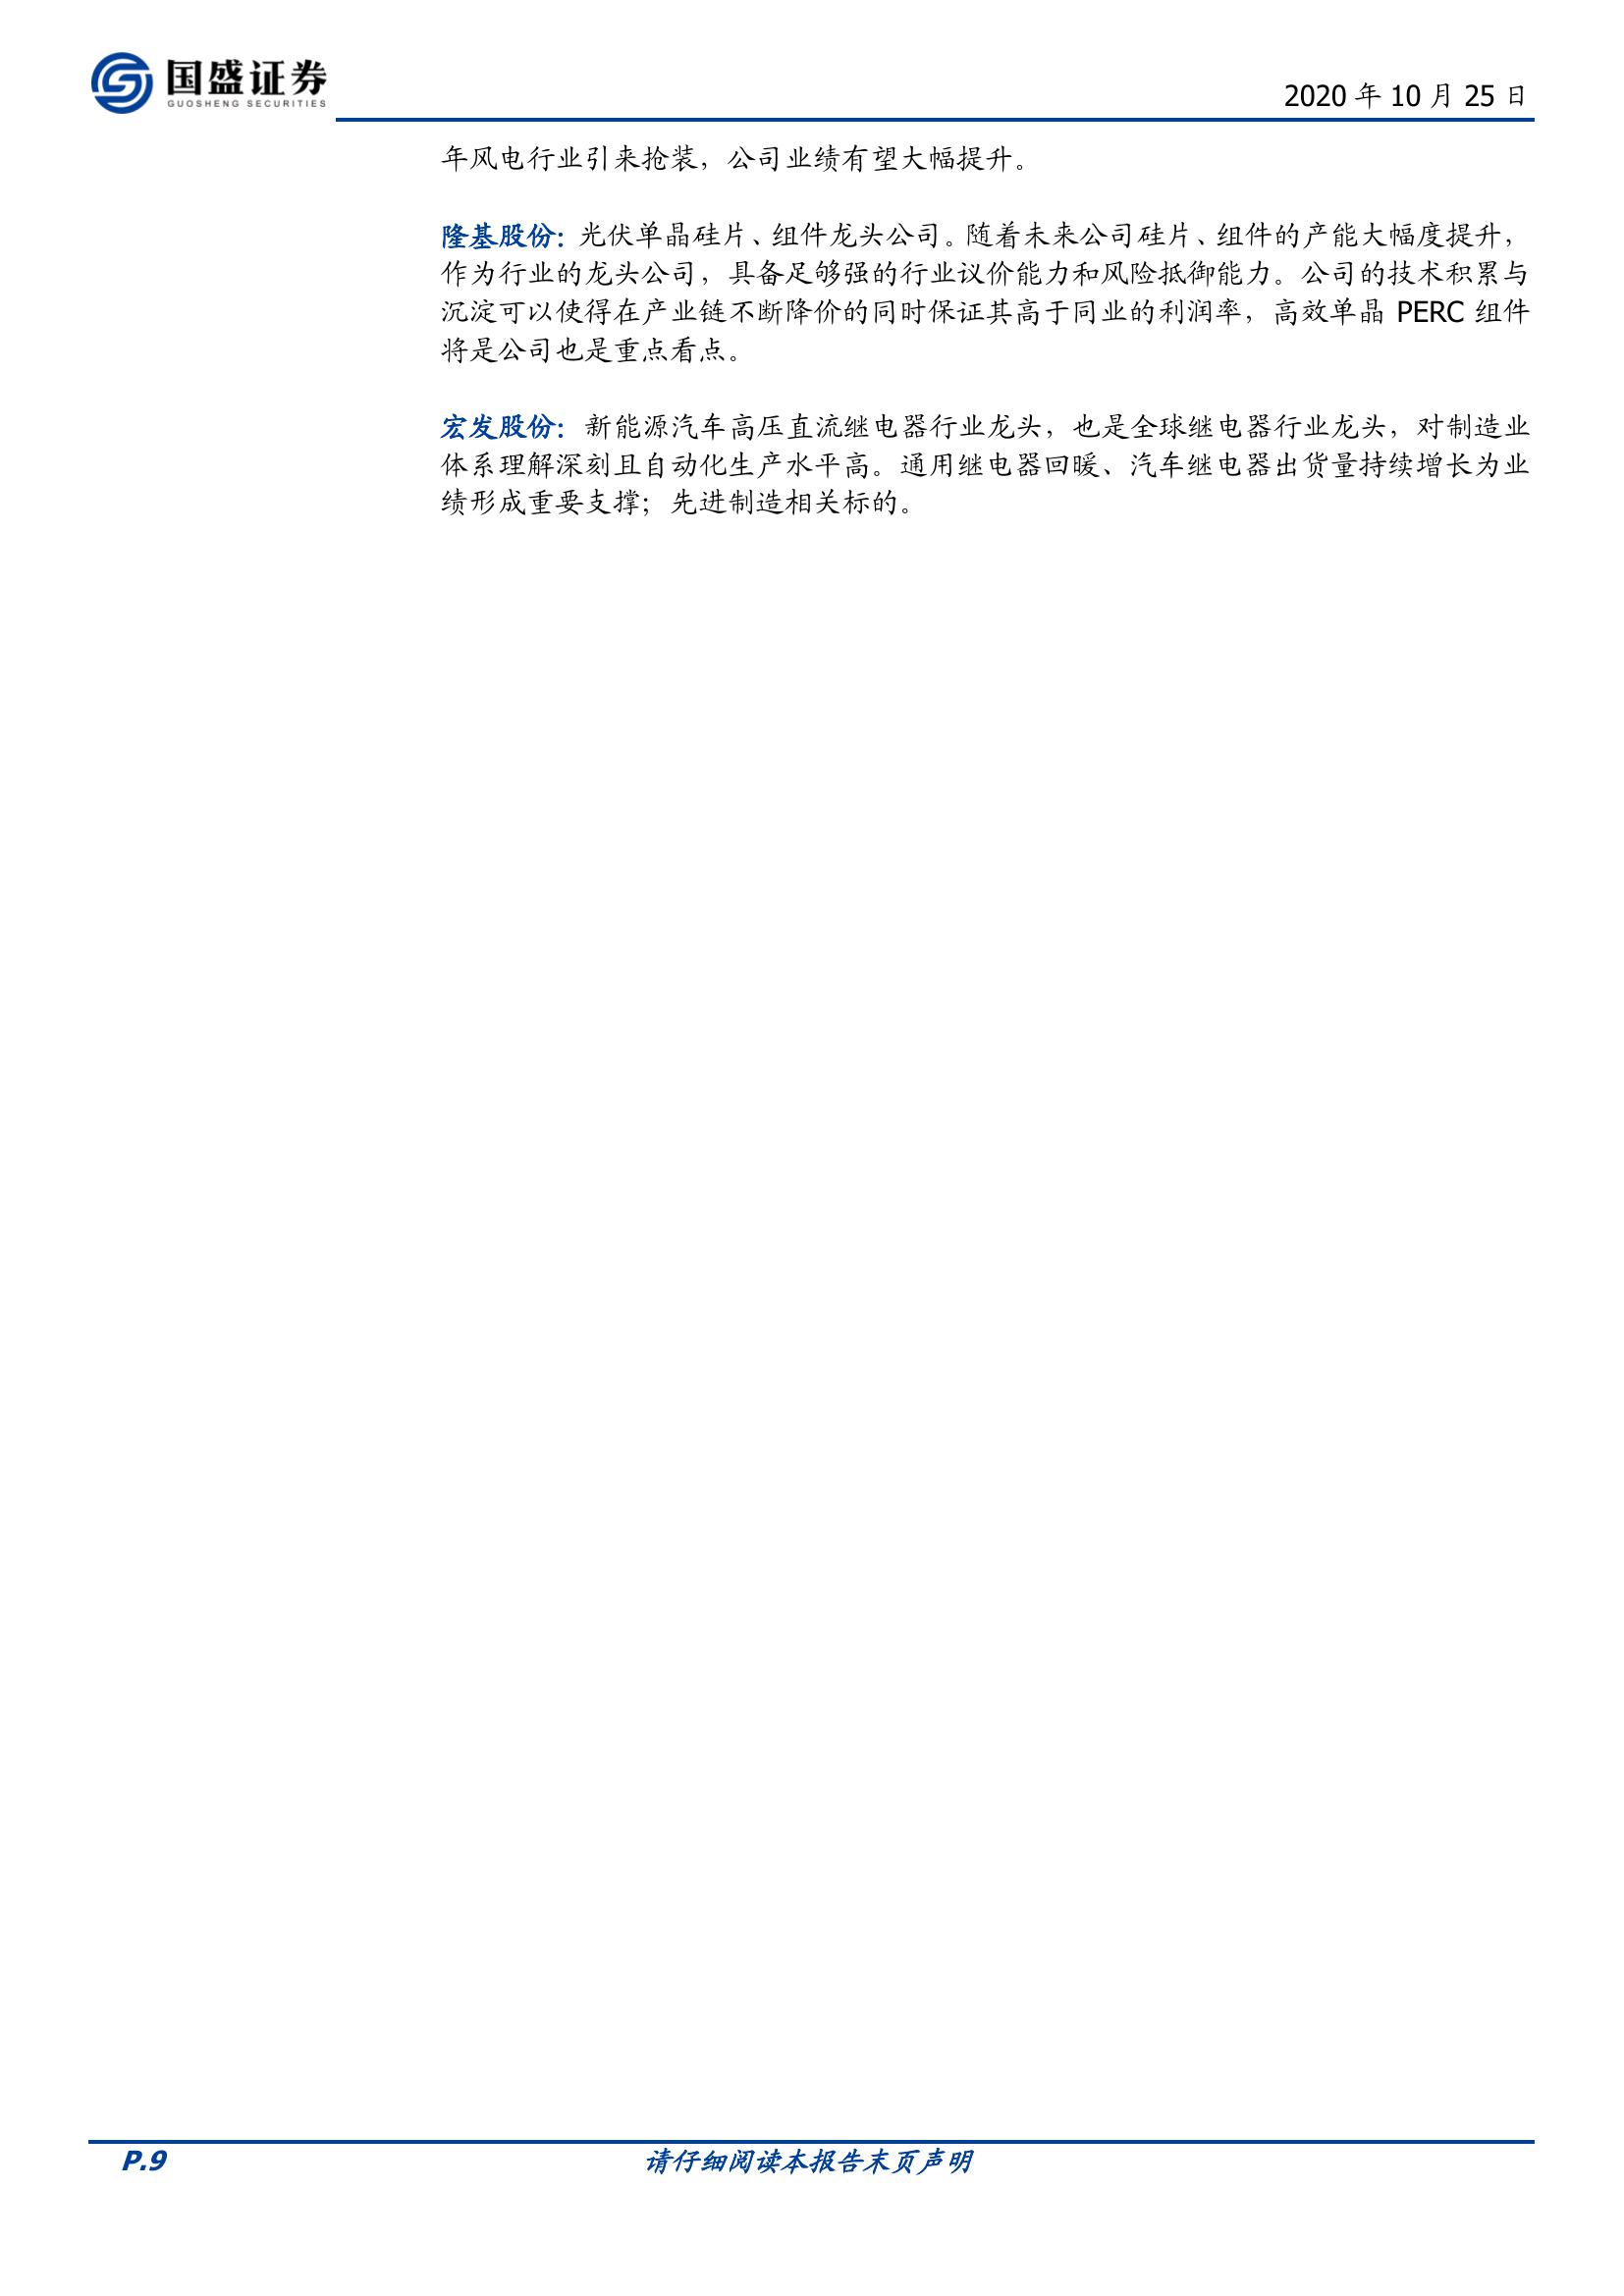 国盛证券
GUOSHENG SECURITIES
2020 年 10 月 25 日
年风电行业引来抢装，公司业绩有望大幅提升。
隆基股份：光伏单晶硅片、组件龙头公司。随着未来公司硅片、组件的产能大幅度提升，
作为行业的龙头公司，具备足够强的行业议价能力和风险抵御能力。公司的技术积累与
沉淀可以使得在产业链不断降价的同时保证其高于同业的利润率，高效单晶 PERC 组件
将是公司也是重点看点。
宏发股份：新能源汽车高压直流继电器行业龙头，也是全球继电器行业龙头，对制造业
体系理解深刻且自动化生产水平高。通用继电器回暖、汽车继电器出货量持续增长为业
绩形成重要支撑；先进制造相关标的。
P.9
请仔细阅读本报告末页声明